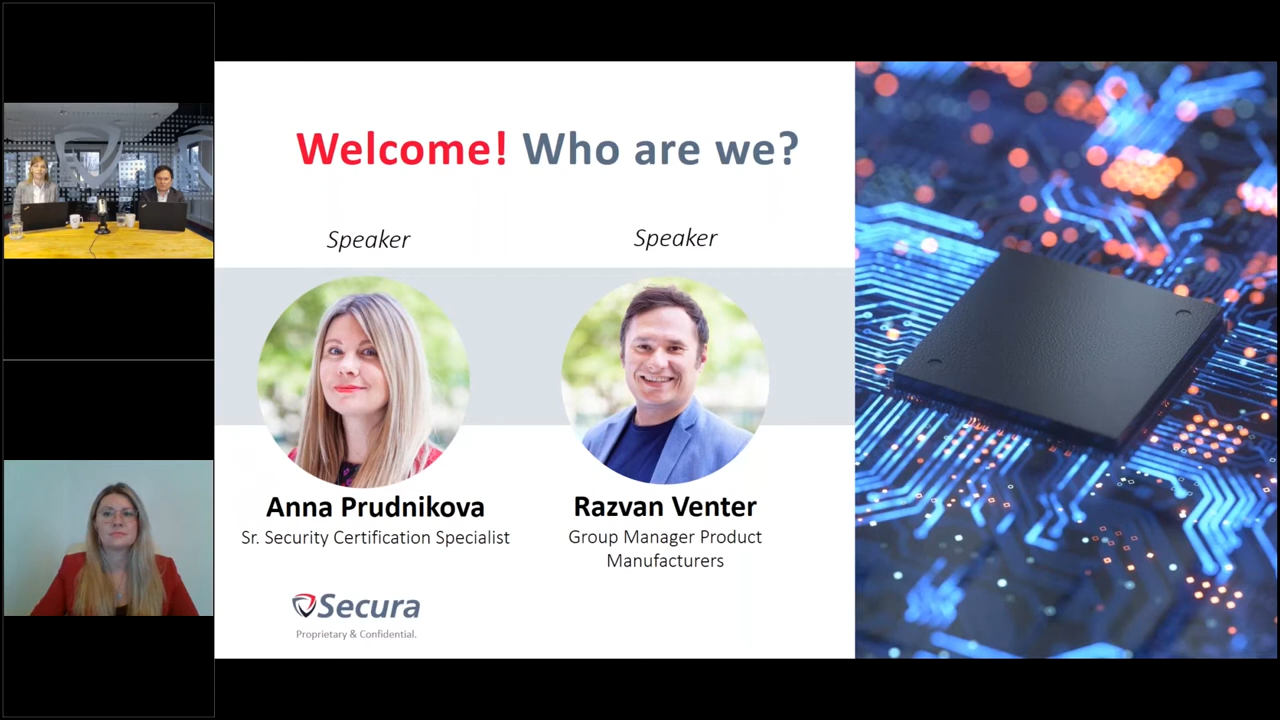 Welcome! Who are we?
Speaker
Speaker
Anna Prudnikova
Sr. Security Certification Specialist
Razvan Venter
Group Manager Product
Manufacturers
Secura
Proprietary & Confidential.